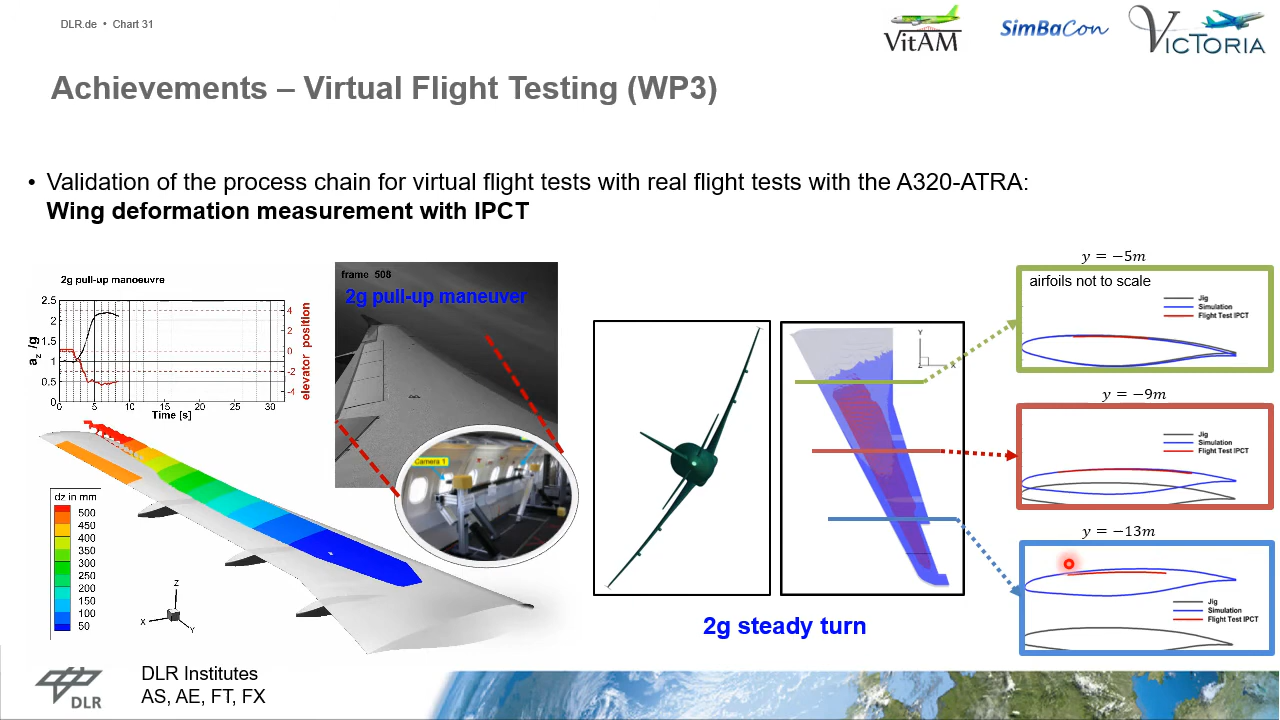 DLR.de • Chart 31
VitAM
SimBaCon
VICTORIA
Achievements – Virtual Flight Testing (WP3)
• Validation of the process chain for virtual flight tests with real flight tests with the A320-ATRA:
Wing deformation measurement with IPCT
2g pull-up manoeuvre
2.5
2
1.5
1
0.5
0
az /g
0 5 10 15 20 25 30
Time [s]
4
2
0
-2
-4
elevator position
frame 508
2g pull-up maneuver
Camera 1
dz in mm
500
450
400
350
300
250
200
150
100
50
Z
X
Y
Y
Z
X
2g steady turn
y = −5m
airfoils not to scale
Jig
Simulation
Flight Test IPCT
y = −9m
Jig
Simulation
Flight Test IPCT
y = −13m
Jig
Simulation
Flight Test IPCT
DLR
DLR Institutes
AS, AE, FT, FX